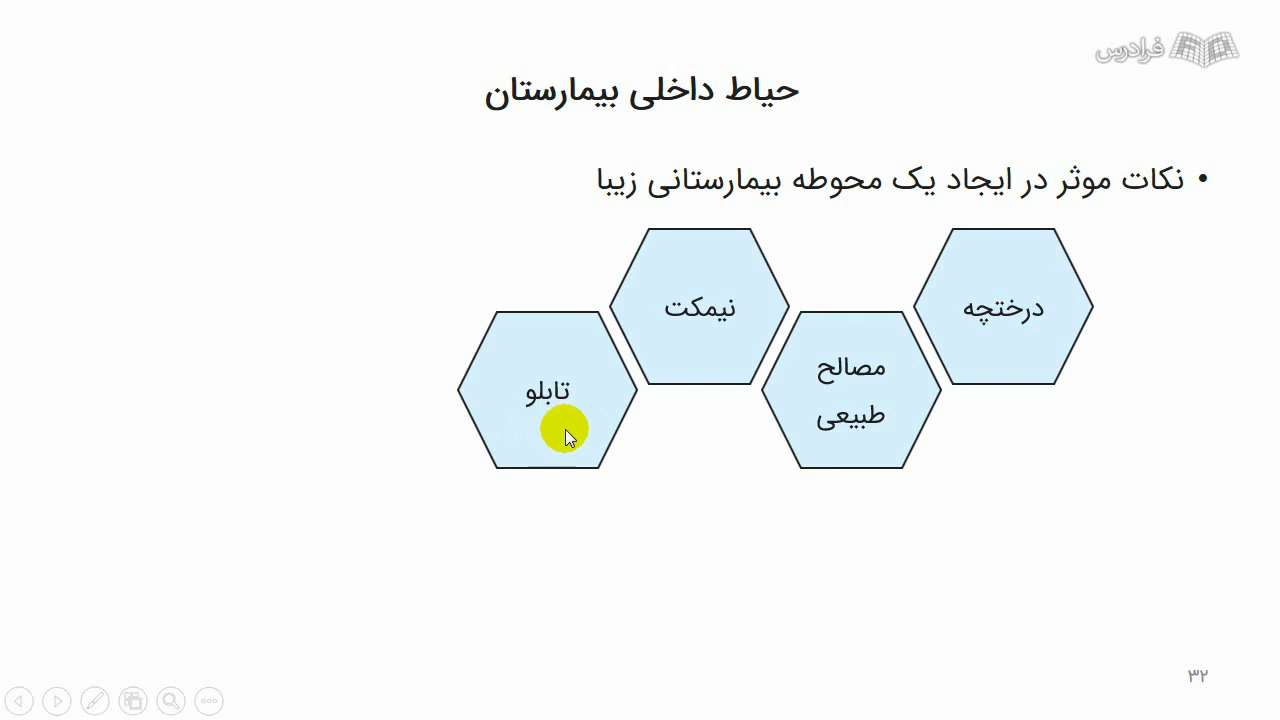 فرادرس
حیاط داخلی بیمارستان
• نکات موثر در ایجاد یک محوطه بیمارستانی زیبا
درختچه
مصالح
طبیعی
نیمکت
تابلو
۳۲